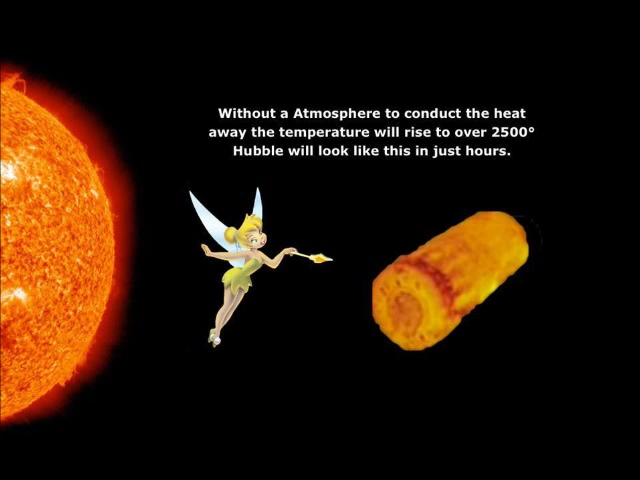 Without a Atmosphere to conduct the heat
away the temperature will rise to over 2500°
Hubble will look like this in just hours.